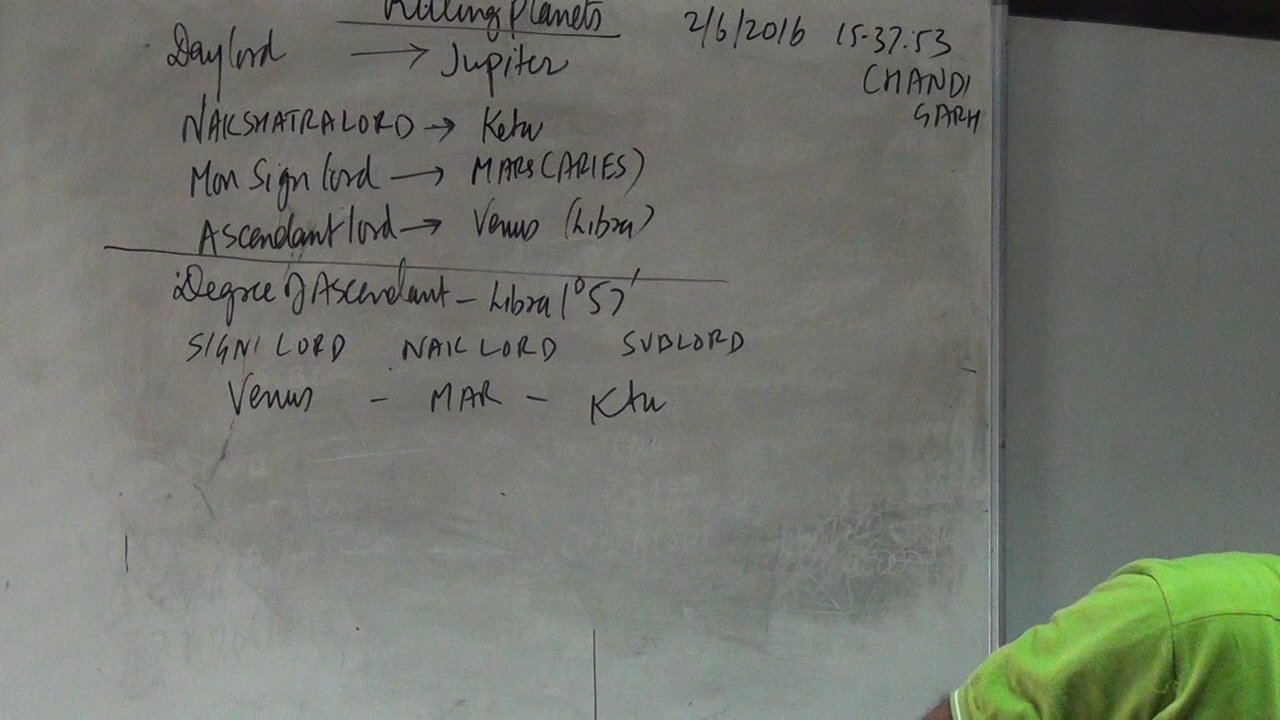 Ruling Planets
2/6/2016 15.37.53
CHANDI
GARH
Daylord → Jupiter
NAKSHATRALORD → Ketu
Mon Sign lord → MARS (ARIES)
Ascendant lord → Venus (Libra)
Degree of Ascendant – Libra 1°57'
SIGN LORD NAK LORD SUBLORD
Venus – MAR – Ketu